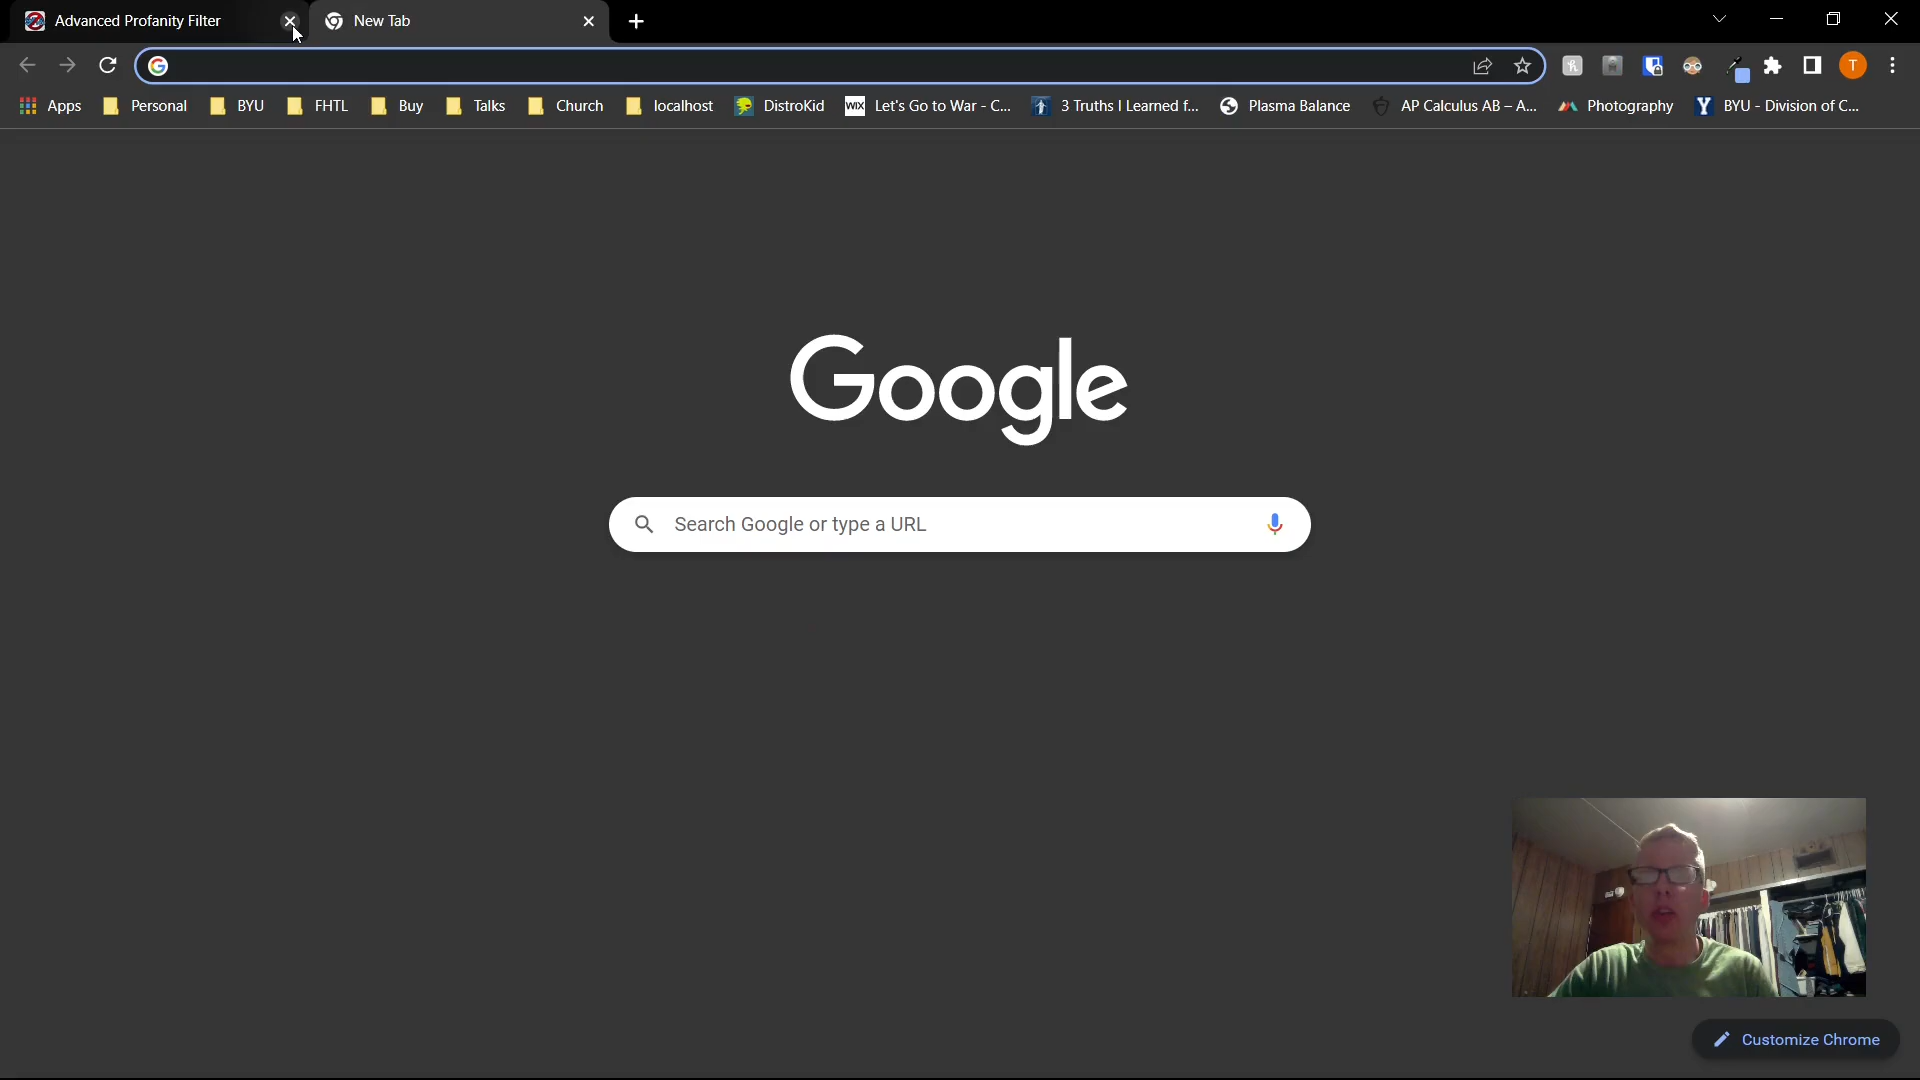 Advanced Profanity Filter
New Tab
T
Apps Personal BYU FHTL Buy Talks Church localhost DistroKid WIX Let's Go to War - C... 3 Truths I Learned f... Plasma Balance AP Calculus AB – A... Photography Y BYU - Division of C...
Google
Search Google or type a URL
Customize Chrome